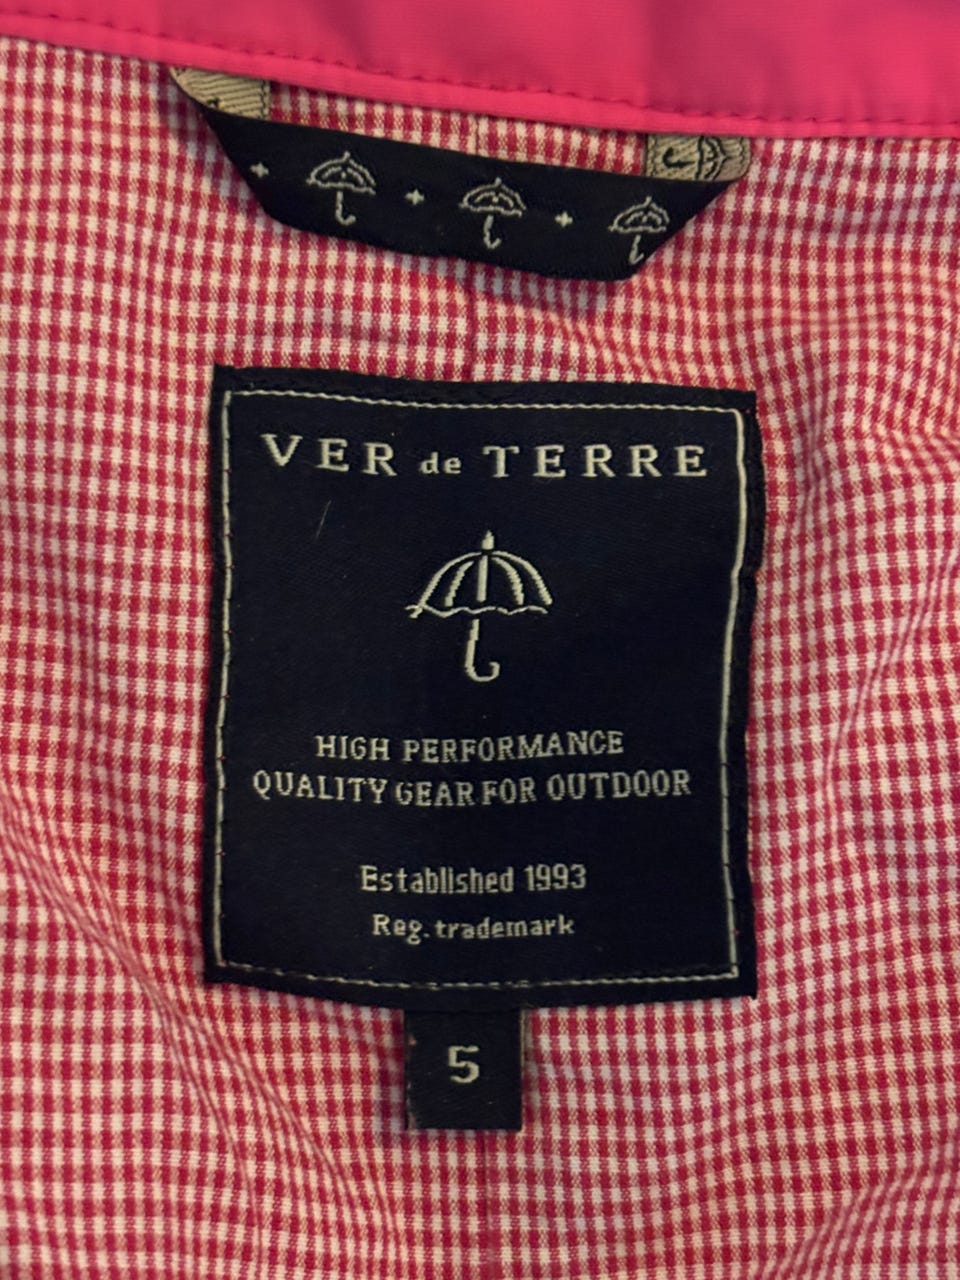 VER de TERRE
HIGH PERFORMANCE
QUALITY GEAR FOR OUTDOOR
Established 1993
Reg. trademark
5